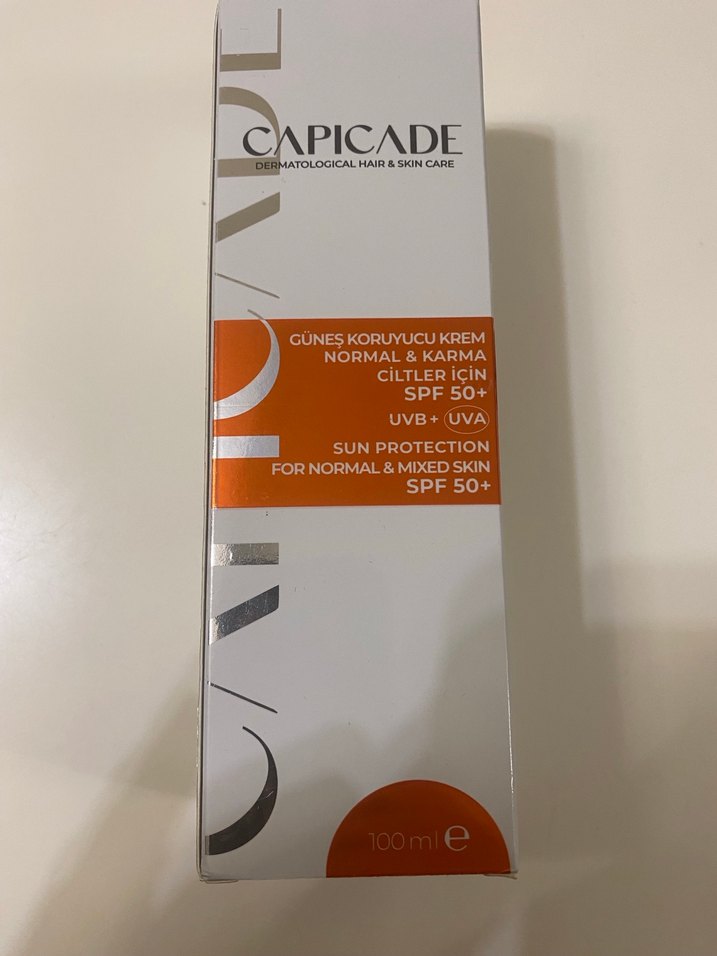 CAPICADE
CAPICADE
DERMATOLOGICAL HAIR & SKIN CARE
GÜNEŞ KORUYUCU KREM
NORMAL & KARMA
CİLTLER İÇİN
SPF 50+
UVB + UVA
SUN PROTECTION
FOR NORMAL & MIXED SKIN
SPF 50+
100 ml e